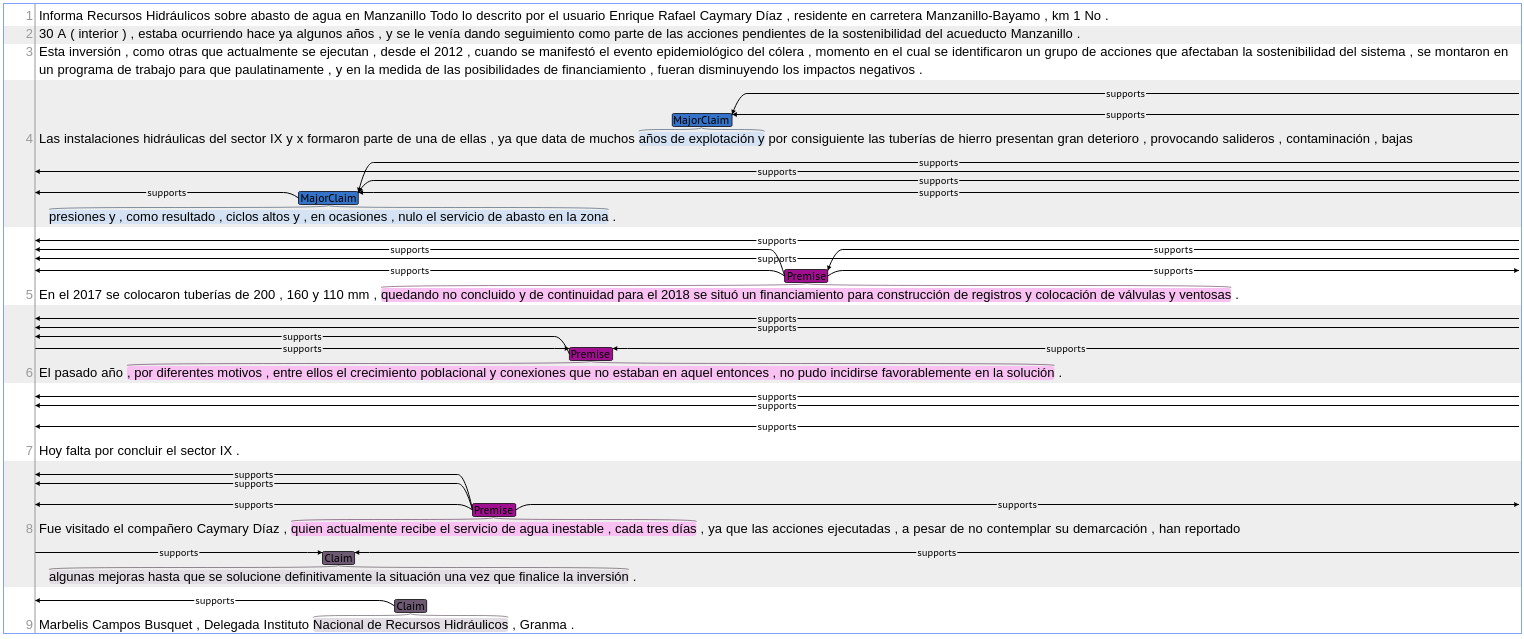 1 Informa Recursos Hidráulicos sobre abasto de agua en Manzanillo Todo lo descrito por el usuario Enrique Rafael Caymary Díaz , residente en carretera Manzanillo-Bayamo , km 1 No .
2 30 A ( interior ) , estaba ocurriendo hace ya algunos años , y se le venía dando seguimiento como parte de las acciones pendientes de la sostenibilidad del acueducto Manzanillo .
3 Esta inversión , como otras que actualmente se ejecutan , desde el 2012 , cuando se manifestó el evento epidemiológico del cólera , momento en el cual se identificaron un grupo de acciones que afectaban la sostenibilidad del sistema , se montaron en
un programa de trabajo para que paulatinamente , y en la medida de las posibilidades de financiamiento , fueran disminuyendo los impactos negativos .
supports
MajorClaim supports
4 Las instalaciones hidráulicas del sector IX y x formaron parte de una de ellas , ya que data de muchos años de explotación y por consiguiente las tuberías de hierro presentan gran deterioro , provocando salideros , contaminación , bajas
supports
supports
supports
supports MajorClaim supports
presiones y , como resultado , ciclos altos y , en ocasiones , nulo el servicio de abasto en la zona .
supports
supports supports
supports
supports Premise supports
5 En el 2017 se colocaron tuberías de 200 , 160 y 110 mm , quedando no concluido y de continuidad para el 2018 se situó un financiamiento para construcción de registros y colocación de válvulas y ventosas .
supports
supports
supports
supports Premise supports
6 El pasado año , por diferentes motivos , entre ellos el crecimiento poblacional y conexiones que no estaban en aquel entonces , no pudo incidirse favorablemente en la solución .
supports
supports
supports
7 Hoy falta por concluir el sector IX .
supports
supports
supports Premise supports
8 Fue visitado el compañero Caymary Díaz , quien actualmente recibe el servicio de agua inestable , cada tres días , ya que las acciones ejecutadas , a pesar de no contemplar su demarcación , han reportado
supports Claim supports
algunas mejoras hasta que se solucione definitivamente la situación una vez que finalice la inversión .
supports Claim
9 Marbelis Campos Busquet , Delegada Instituto Nacional de Recursos Hidráulicos , Granma .